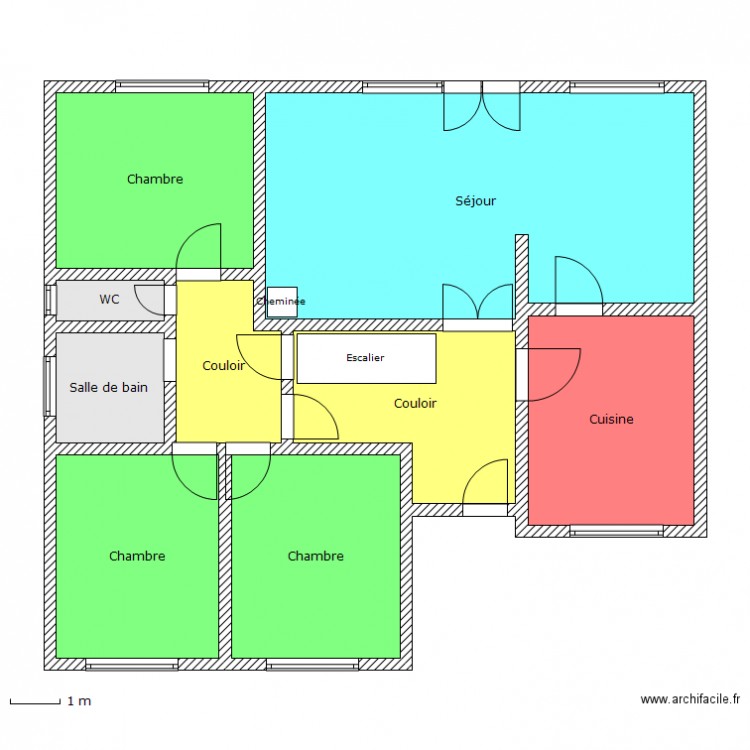 Chambre
Séjour
WC
Cheminee
Couloir
Escalier
Salle de bain
Couloir
Cuisine
Chambre
Chambre
1 m
www.archifacile.fr